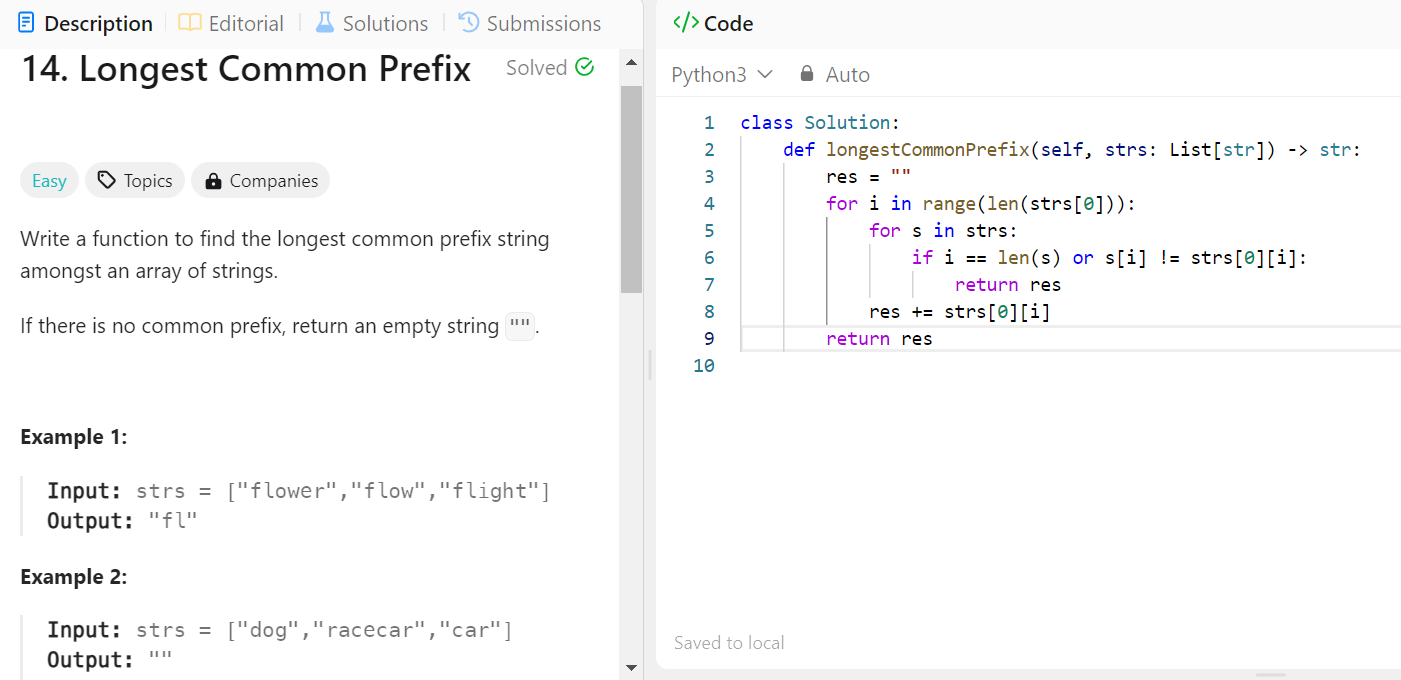 Description Editorial Solutions Submissions
14. Longest Common Prefix Solved
Easy Topics Companies
Write a function to find the longest common prefix string
amongst an array of strings.
If there is no common prefix, return an empty string "".
Example 1:
Input: strs = ["flower","flow","flight"]
Output: "fl"
Example 2:
Input: strs = ["dog","racecar","car"]
Output: ""
</> Code
Python3 Auto
1 class Solution:
2     def longestCommonPrefix(self, strs: List[str]) -> str:
3         res = ""
4         for i in range(len(strs[0])):
5             for s in strs:
6                 if i == len(s) or s[i] != strs[0][i]:
7                     return res
8             res += strs[0][i]
9         return res
10
Saved to local